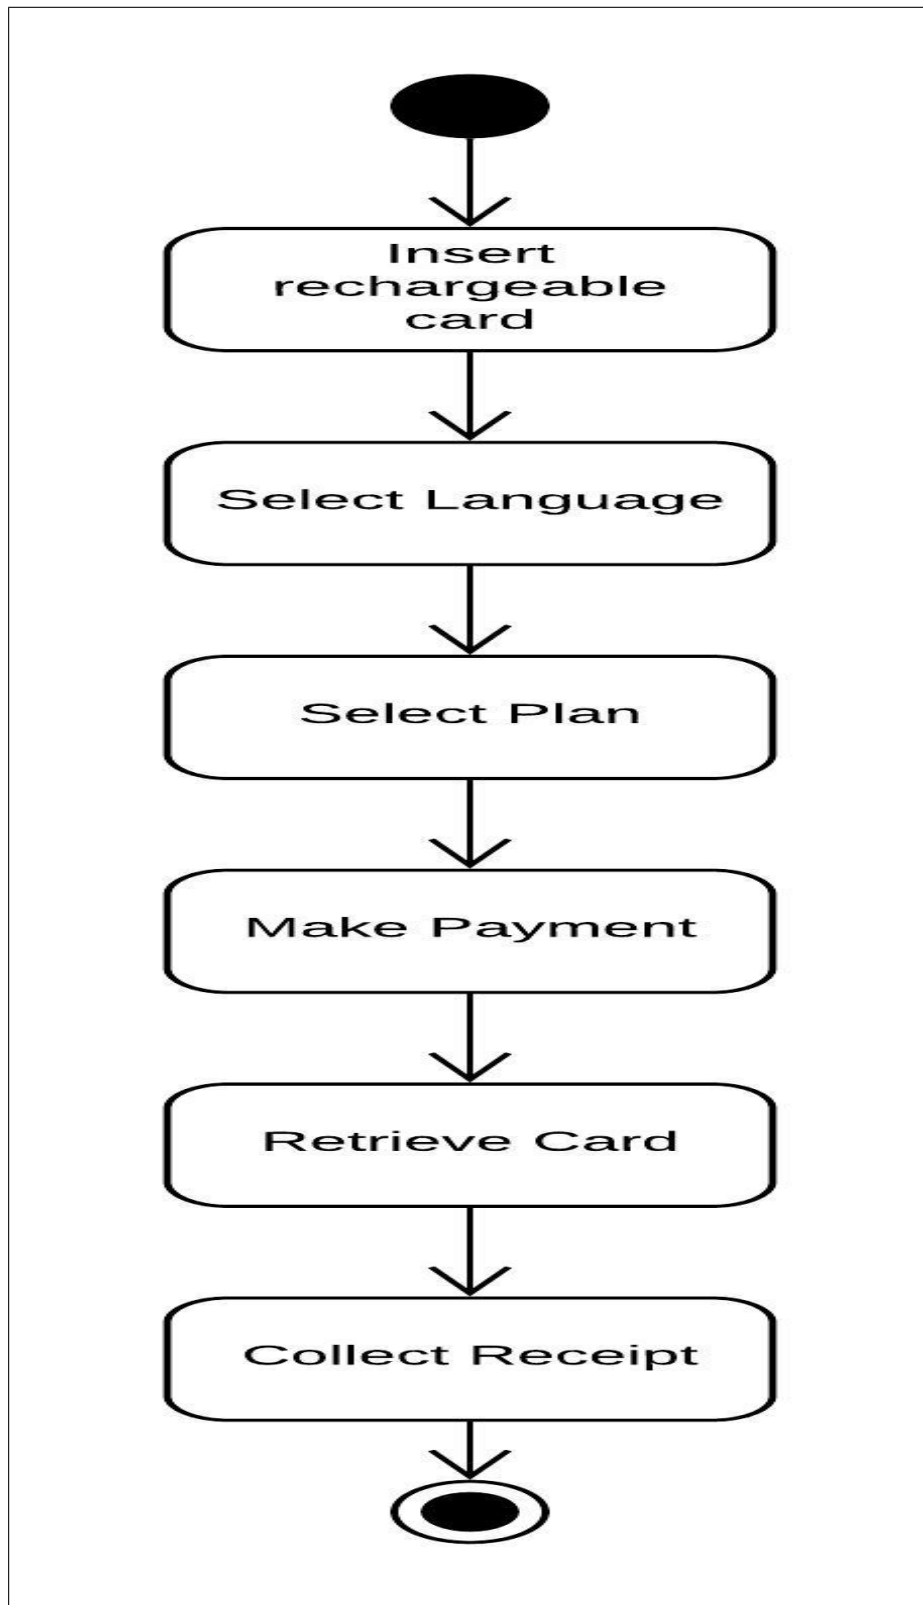 Insert
rechargeable
card
Select Language
Select Plan
Make Payment
Retrieve Card
Collect Receipt